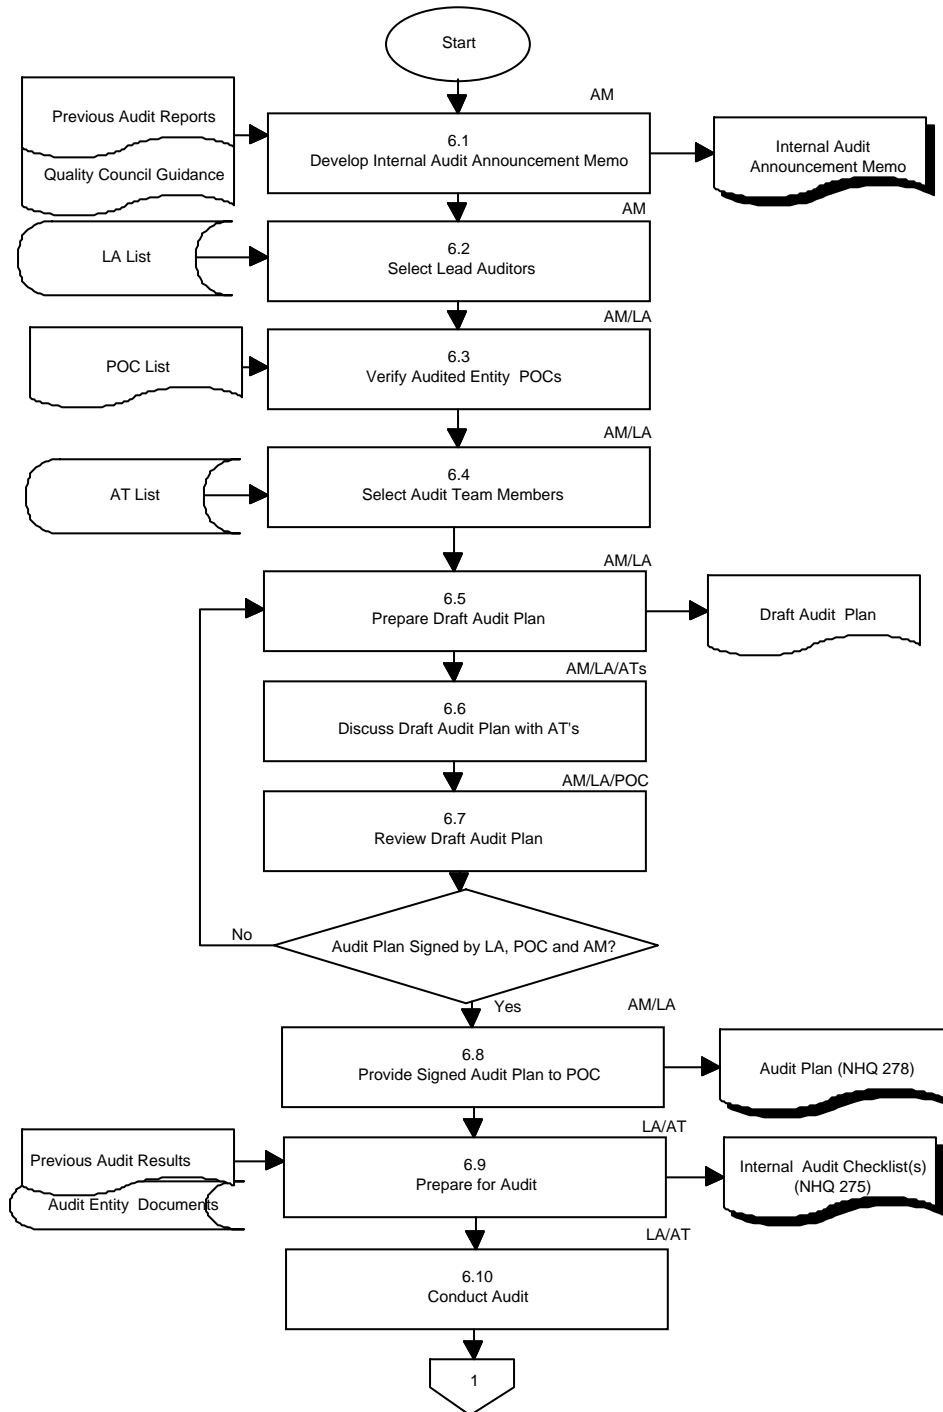 Start
AM
Previous Audit Reports
Quality Council Guidance
6.1
Develop Internal Audit Announcement Memo
Internal Audit
Announcement Memo
AM
LA List
6.2
Select Lead Auditors
AM/LA
POC List
6.3
Verify Audited Entity POCs
AM/LA
AT List
6.4
Select Audit Team Members
AM/LA
6.5
Prepare Draft Audit Plan
Draft Audit Plan
AM/LA/ATs
6.6
Discuss Draft Audit Plan with AT's
AM/LA/POC
6.7
Review Draft Audit Plan
No
Audit Plan Signed by LA, POC and AM?
Yes
AM/LA
6.8
Provide Signed Audit Plan to POC
Audit Plan (NHQ 278)
LA/AT
Previous Audit Results
Audit Entity Documents
6.9
Prepare for Audit
Internal Audit Checklist(s)
(NHQ 275)
LA/AT
6.10
Conduct Audit
1